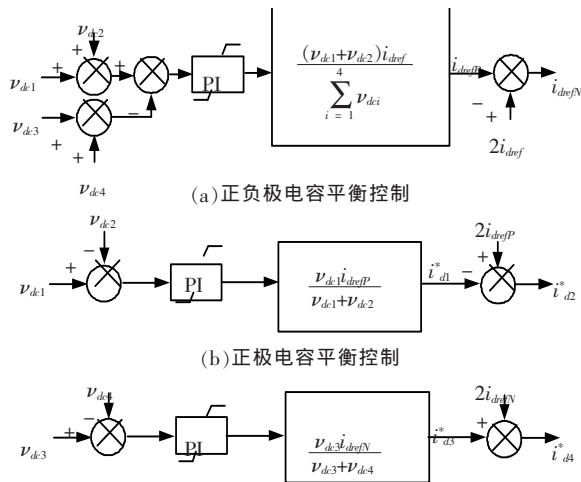 v_dc2
+
v_dc1 + + PI (v_dc1+v_dc2)i_dref / ∑_{i=1}^{4} v_dci i_drefP i_drefN
−
v_dc3 − +
+ + 2i_dref
v_dc4
(a)正负极电容平衡控制
v_dc2 2i_drefP
− +
v_dc1 + PI v_dc1 i_drefP / v_dc1+v_dc2 i*_d1 − i*_d2
(b)正极电容平衡控制
v_dc4 2i_drefN
− +
v_dc3 + PI v_dc3 i_drefN / v_dc3+v_dc4 i*_d3 i*_d4